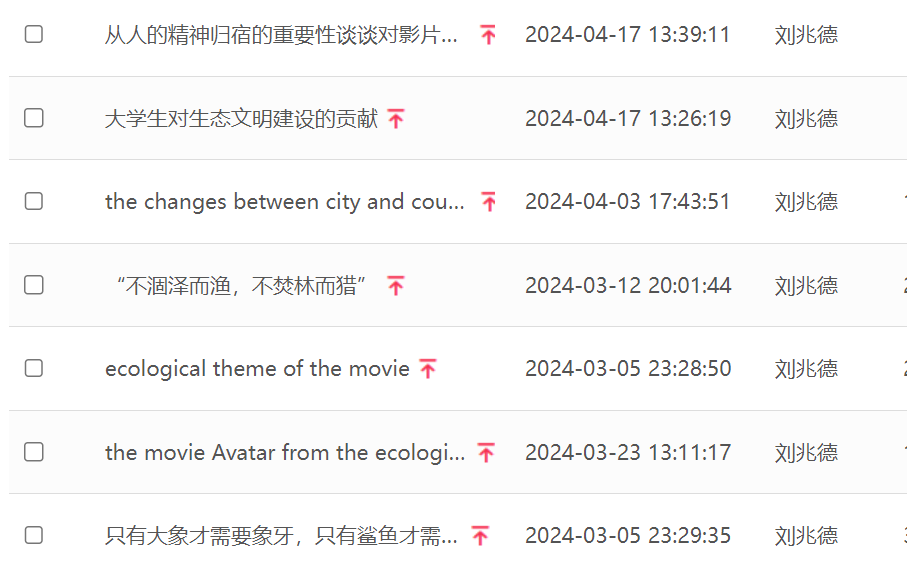 从人的精神归宿的重要性谈谈对影片... 2024-04-17 13:39:11 刘兆德
大学生对生态文明建设的贡献 2024-04-17 13:26:19 刘兆德
the changes between city and cou... 2024-04-03 17:43:51 刘兆德
“不涸泽而渔，不焚林而猎” 2024-03-12 20:01:44 刘兆德
ecological theme of the movie 2024-03-05 23:28:50 刘兆德
the movie Avatar from the ecologi... 2024-03-23 13:11:17 刘兆德
只有大象才需要象牙，只有鲨鱼才需... 2024-03-05 23:29:35 刘兆德